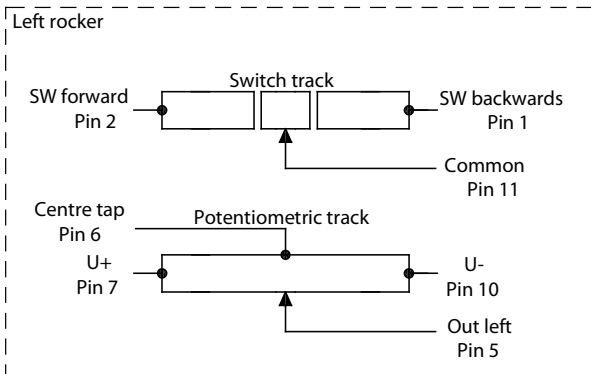 Left rocker
Switch track
SW forward
Pin 2
SW backwards
Pin 1
Common
Pin 11
Centre tap
Pin 6
Potentiometric track
U+
Pin 7
U-
Pin 10
Out left
Pin 5